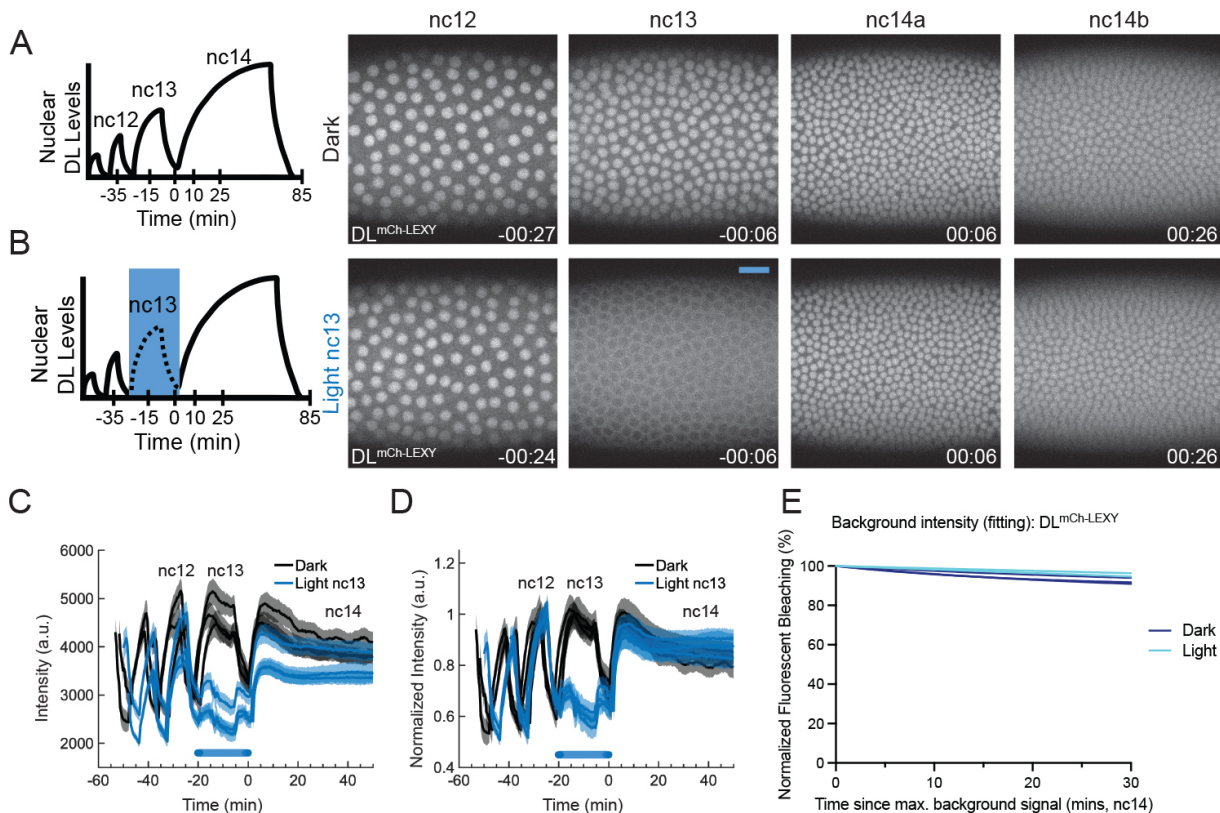 nc12 nc13 nc14a nc14b
A
Nuclear
DL Levels
nc12
nc13
nc14
-35 -15 0 10 25 85
Time (min)
Dark
DL^mCh-LEXY -00:27
-00:06
00:06
00:26
B
Nuclear
DL Levels
nc13
-35 -15 0 10 25 85
Time (min)
Light nc13
DL^mCh-LEXY -00:24
-00:06
00:06
00:26
C
Intensity (a.u.)
6000
5000
4000
3000
2000
nc12 nc13
nc14
Dark
Light nc13
-60 -40 -20 0 20 40
Time (min)
D
Normalized Intensity (a.u.)
1.2
1
0.8
0.6
0.4
nc12 nc13
nc14
Dark
Light nc13
-60 -40 -20 0 20 40
Time (min)
E
Background intensity (fitting): DL^mCh-LEXY
Normalized Fluorescent Bleaching (%)
100
80
60
40
20
0
0 10 20 30
Time since max. background signal (mins, nc14)
Dark
Light